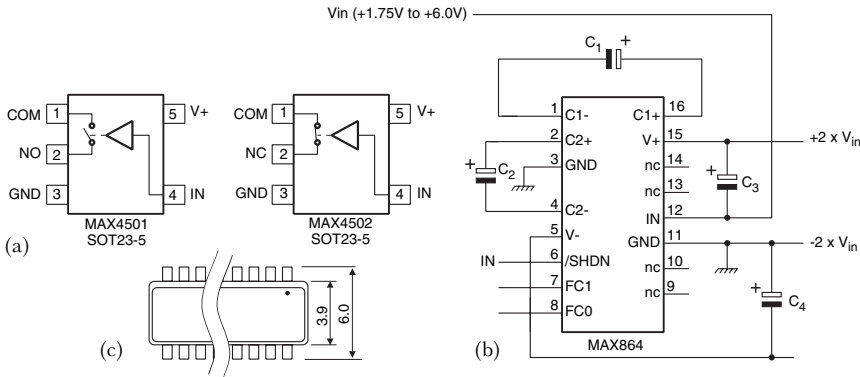 Vin (+1.75V to +6.0V)
COM 1 5 V+
NO 2
GND 3 4 IN
MAX4501
SOT23-5
COM 1 5 V+
NC 2
GND 3 4 IN
MAX4502
SOT23-5
(a)
3.9
6.0
(c)
C1 +
1 C1- C1+ 16
2 C2+ V+ 15 +2 x Vin
+ C2
3 GND nc 14
nc 13
+ C3
4 C2- IN 12
5 V- GND 11 -2 x Vin
IN 6 /SHDN nc 10
7 FC1 nc 9
8 FC0
+ C4
MAX864
(b)